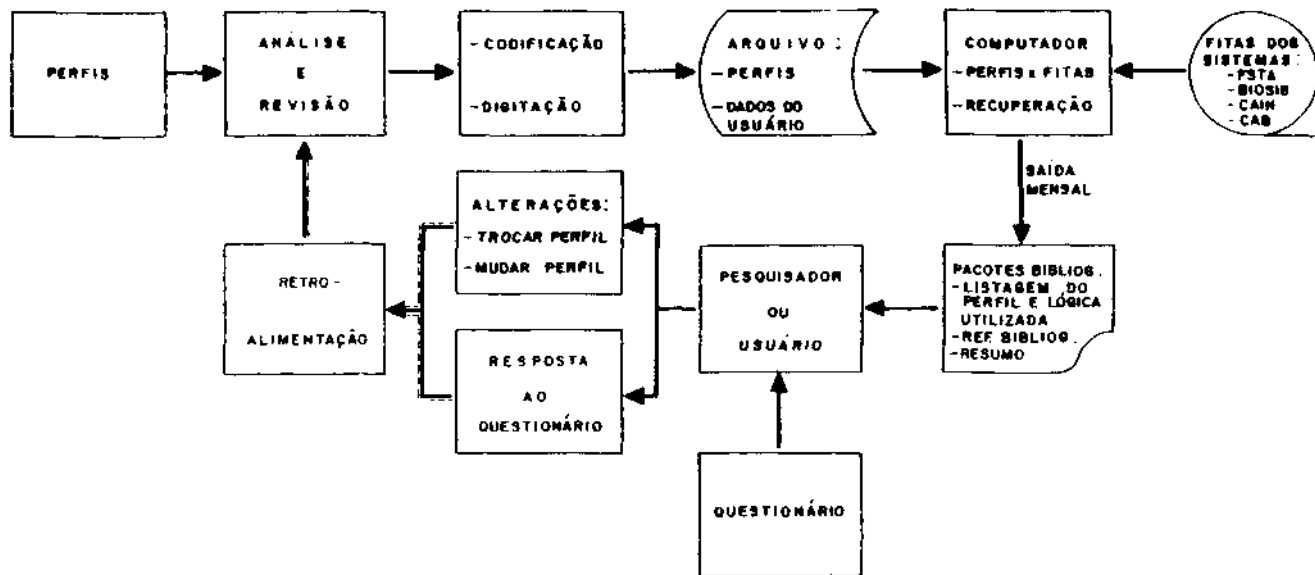 PERFIS
ANÁLISE
E
REVISÃO
-CODIFICAÇÃO
-DIGITAÇÃO
ARQUIVO:
-PERFIS
-DADOS DO
USUÁRIO
COMPUTADOR
-PERFIS x FITAS
-RECUPERAÇÃO
FITAS DOS
SISTEMAS:
-FSTA
-BIOSIB
-CAIN
-CAB
SAÍDA
MENSAL
ALTERAÇÕES:
-TROCAR PERFIL
-MUDAR PERFIL
RETRO-
ALIMENTAÇÃO
PESQUISADOR
OU
USUÁRIO
PACOTES BIBLIOG.
-LISTAGEM DO
PERFIL E LÓGICA
UTILIZADA
-REF. BIBLIOG.
-RESUMO
RESPOSTA
AO
QUESTIONÁRIO
QUESTIONÁRIO